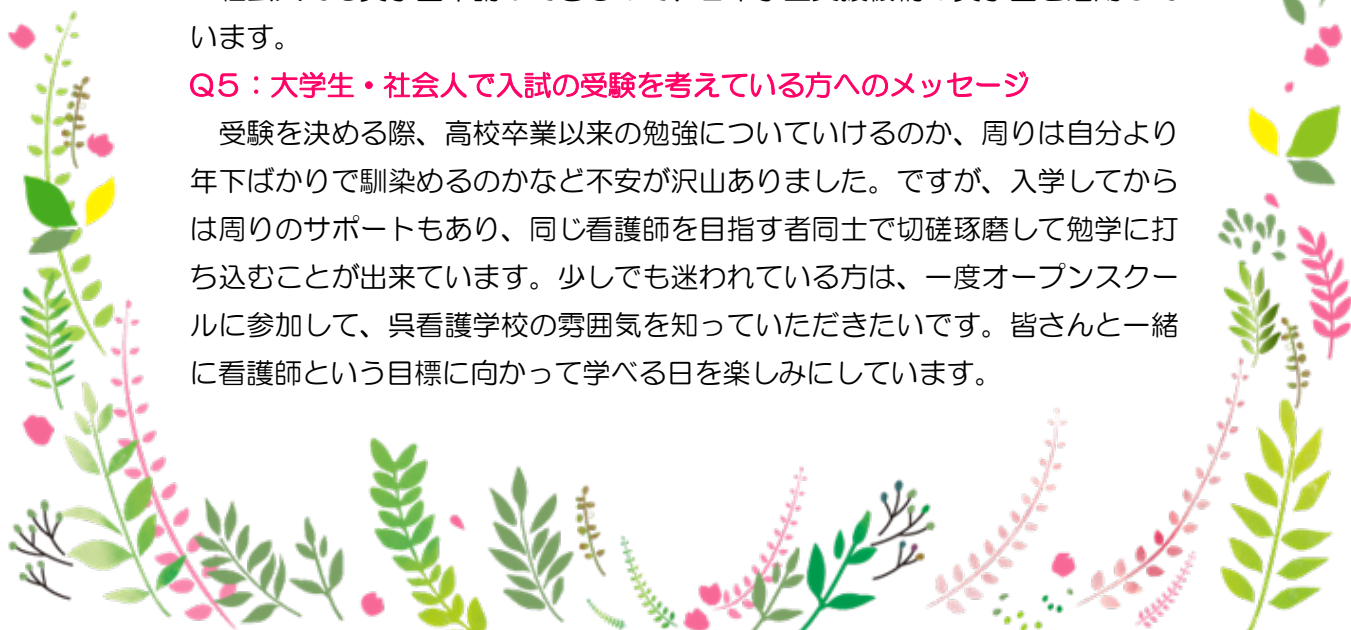 います。
Q5：大学生・社会人で入試の受験を考えている方へのメッセージ
　受験を決める際、高校卒業以来の勉強についていけるのか、周りは自分より
年下ばかりで馴染めるのかなど不安が沢山ありました。ですが、入学してから
は周りのサポートもあり、同じ看護師を目指す者同士で切磋琢磨して勉学に打
ち込むことが出来ています。少しでも迷われている方は、一度オープンスクー
ルに参加して、呉看護学校の雰囲気を知っていただきたいです。皆さんと一緒
に看護師という目標に向かって学べる日を楽しみにしています。